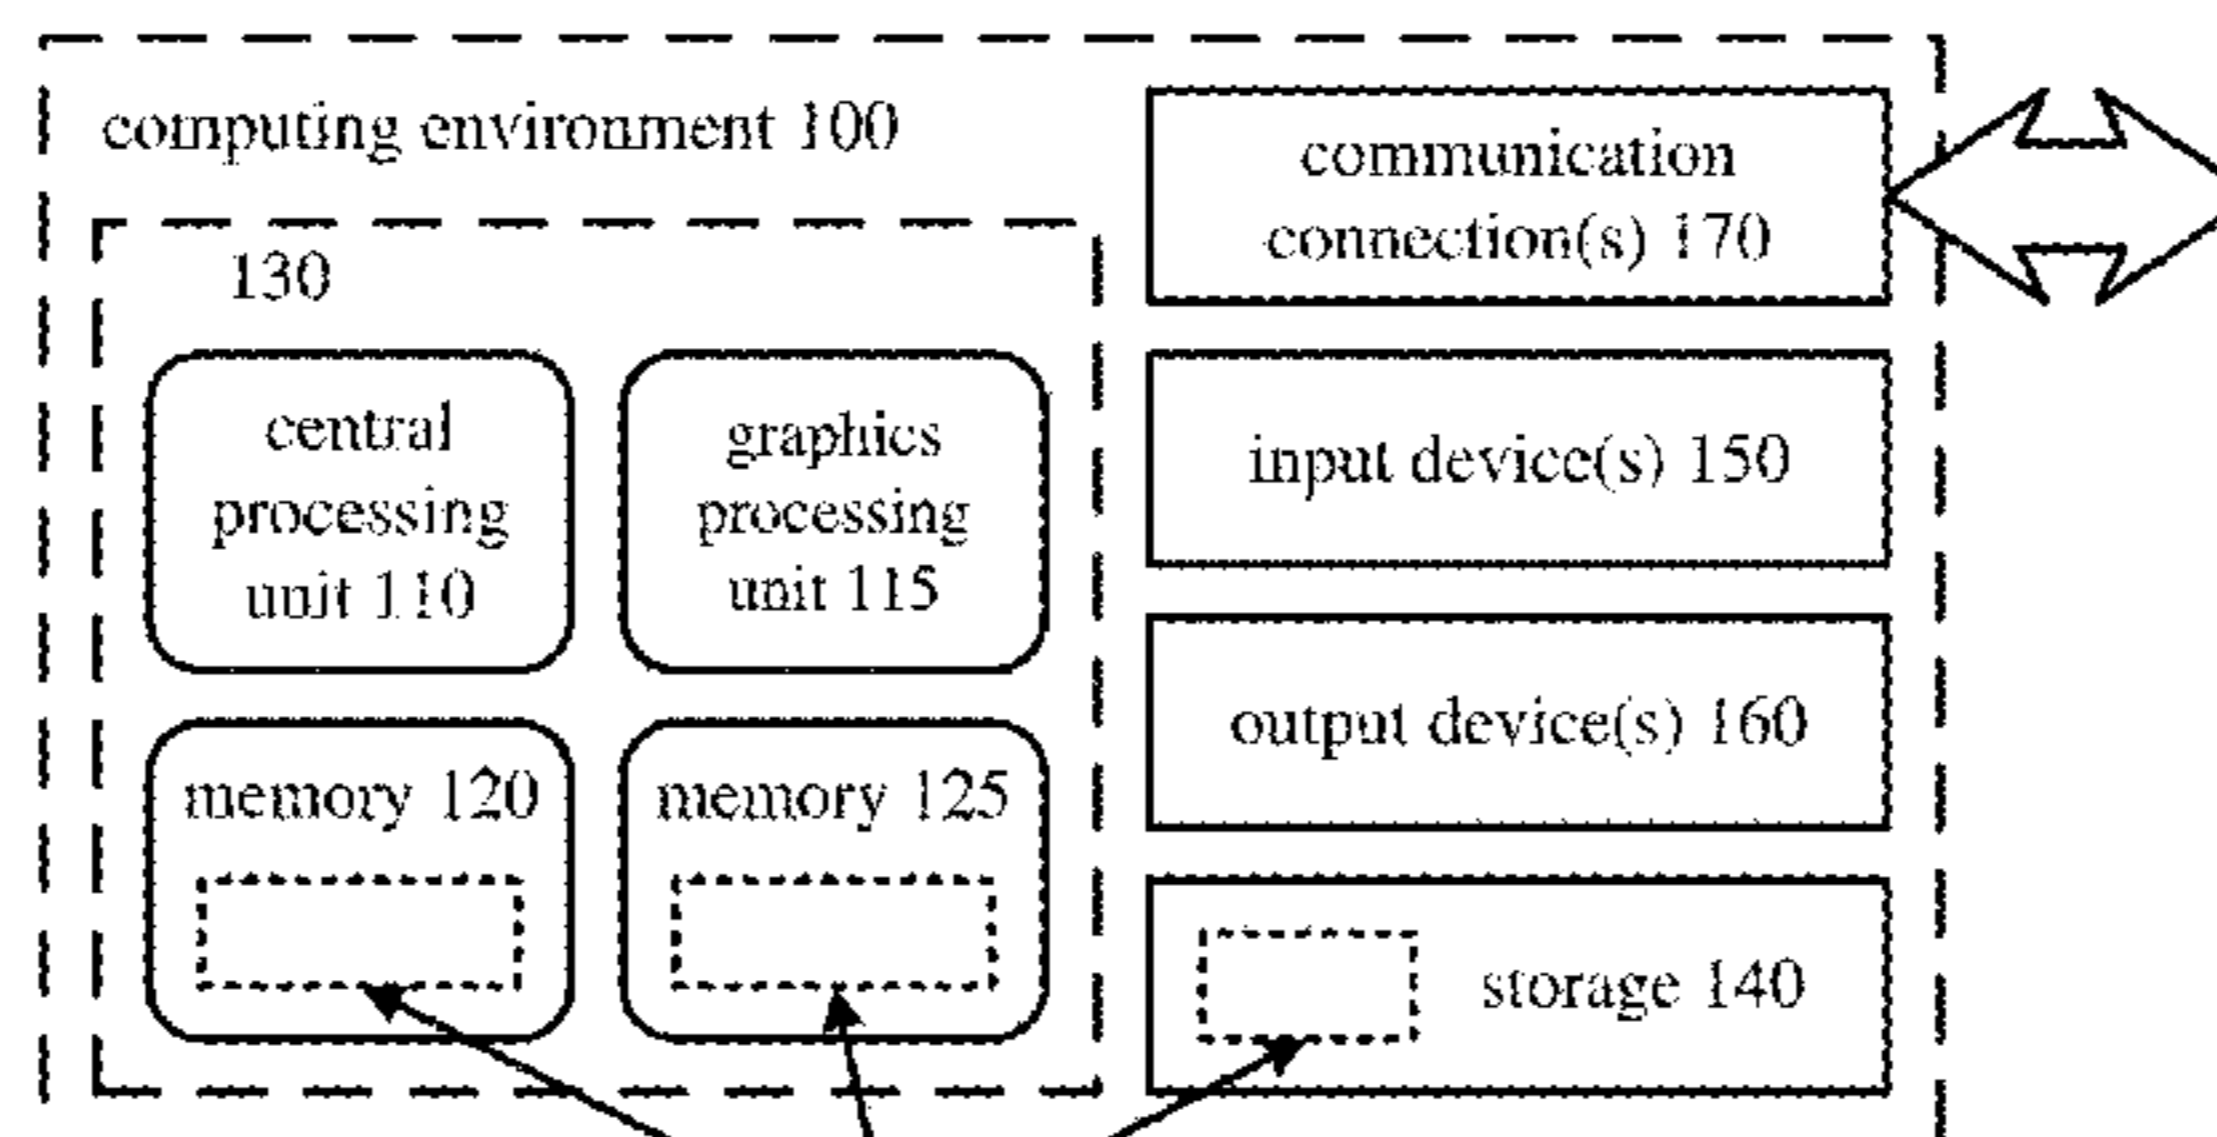 computing environment 100
130
central
processing
unit 110
graphics
processing
unit 115
memory 120
memory 125
communication
connection(s) 170
input device(s) 150
output device(s) 160
storage 140